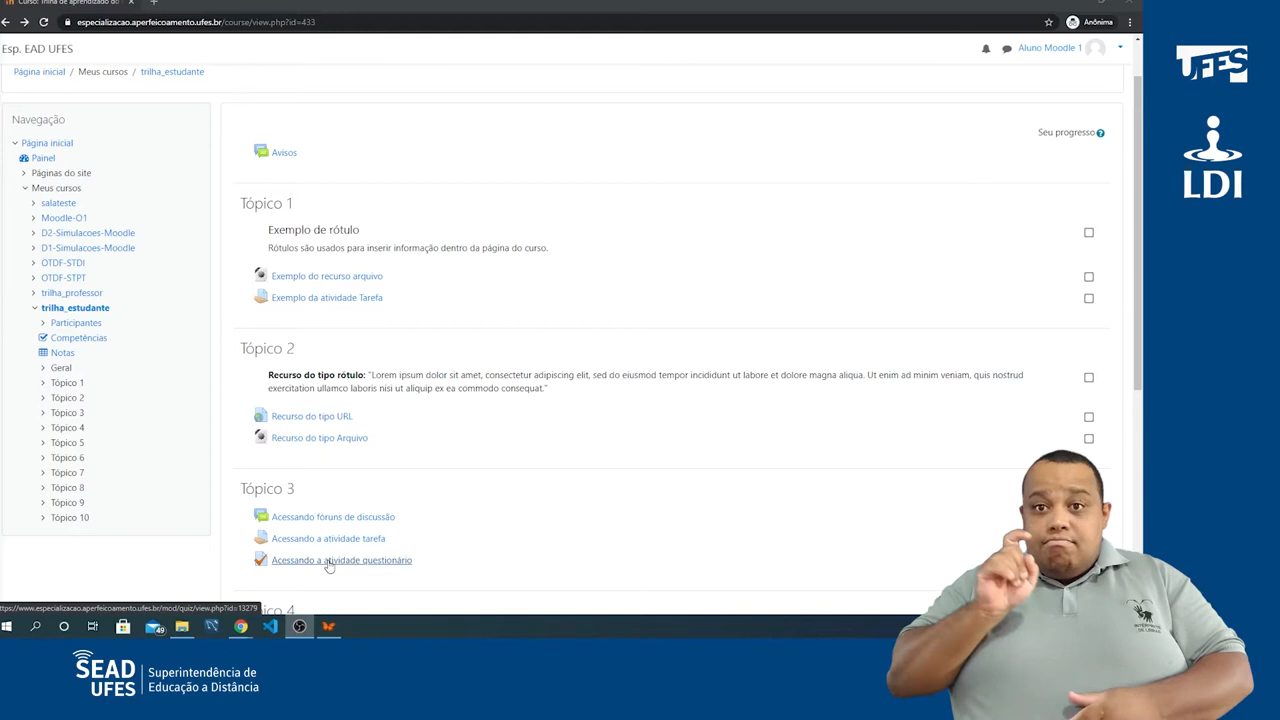 Curso: Trilha de aprendizado do
especializacao.aperfeicoamento.ufes.br/course/view.php?id=433
Anônima
Esp. EAD UFES
Aluno Moodle 1
Página inicial / Meus cursos / trilha_estudante
Navegação
Página inicial
Painel
Páginas do site
Meus cursos
salateste
Moodle-O1
D2-Simulacoes-Moodle
D1-Simulacoes-Moodle
OTDF-STDI
OTDF-STPT
trilha_professor
trilha_estudante
Participantes
Competências
Notas
Geral
Tópico 1
Tópico 2
Tópico 3
Tópico 4
Tópico 5
Tópico 6
Tópico 7
Tópico 8
Tópico 9
Tópico 10
Seu progresso
Avisos
Tópico 1
Exemplo de rótulo
Rótulos são usados para inserir informação dentro da página do curso.
Exemplo do recurso arquivo
Exemplo da atividade Tarefa
Tópico 2
Recurso do tipo rótulo: "Lorem ipsum dolor sit amet, consectetur adipiscing elit, sed do eiusmod tempor incididunt ut labore et dolore magna aliqua. Ut enim ad minim veniam, quis nostrud
exercitation ullamco laboris nisi ut aliquip ex ea commodo consequat."
Recurso do tipo URL
Recurso do tipo Arquivo
Tópico 3
Acessando fóruns de discussão
Acessando a atividade tarefa
Acessando a atividade questionário
ttps://www.especializacao.aperfeicoamento.ufes.br/mod/quiz/view.php?id=13279
49
UFES
LDI
SEAD
UFES
Superintendência de
Educação a Distância